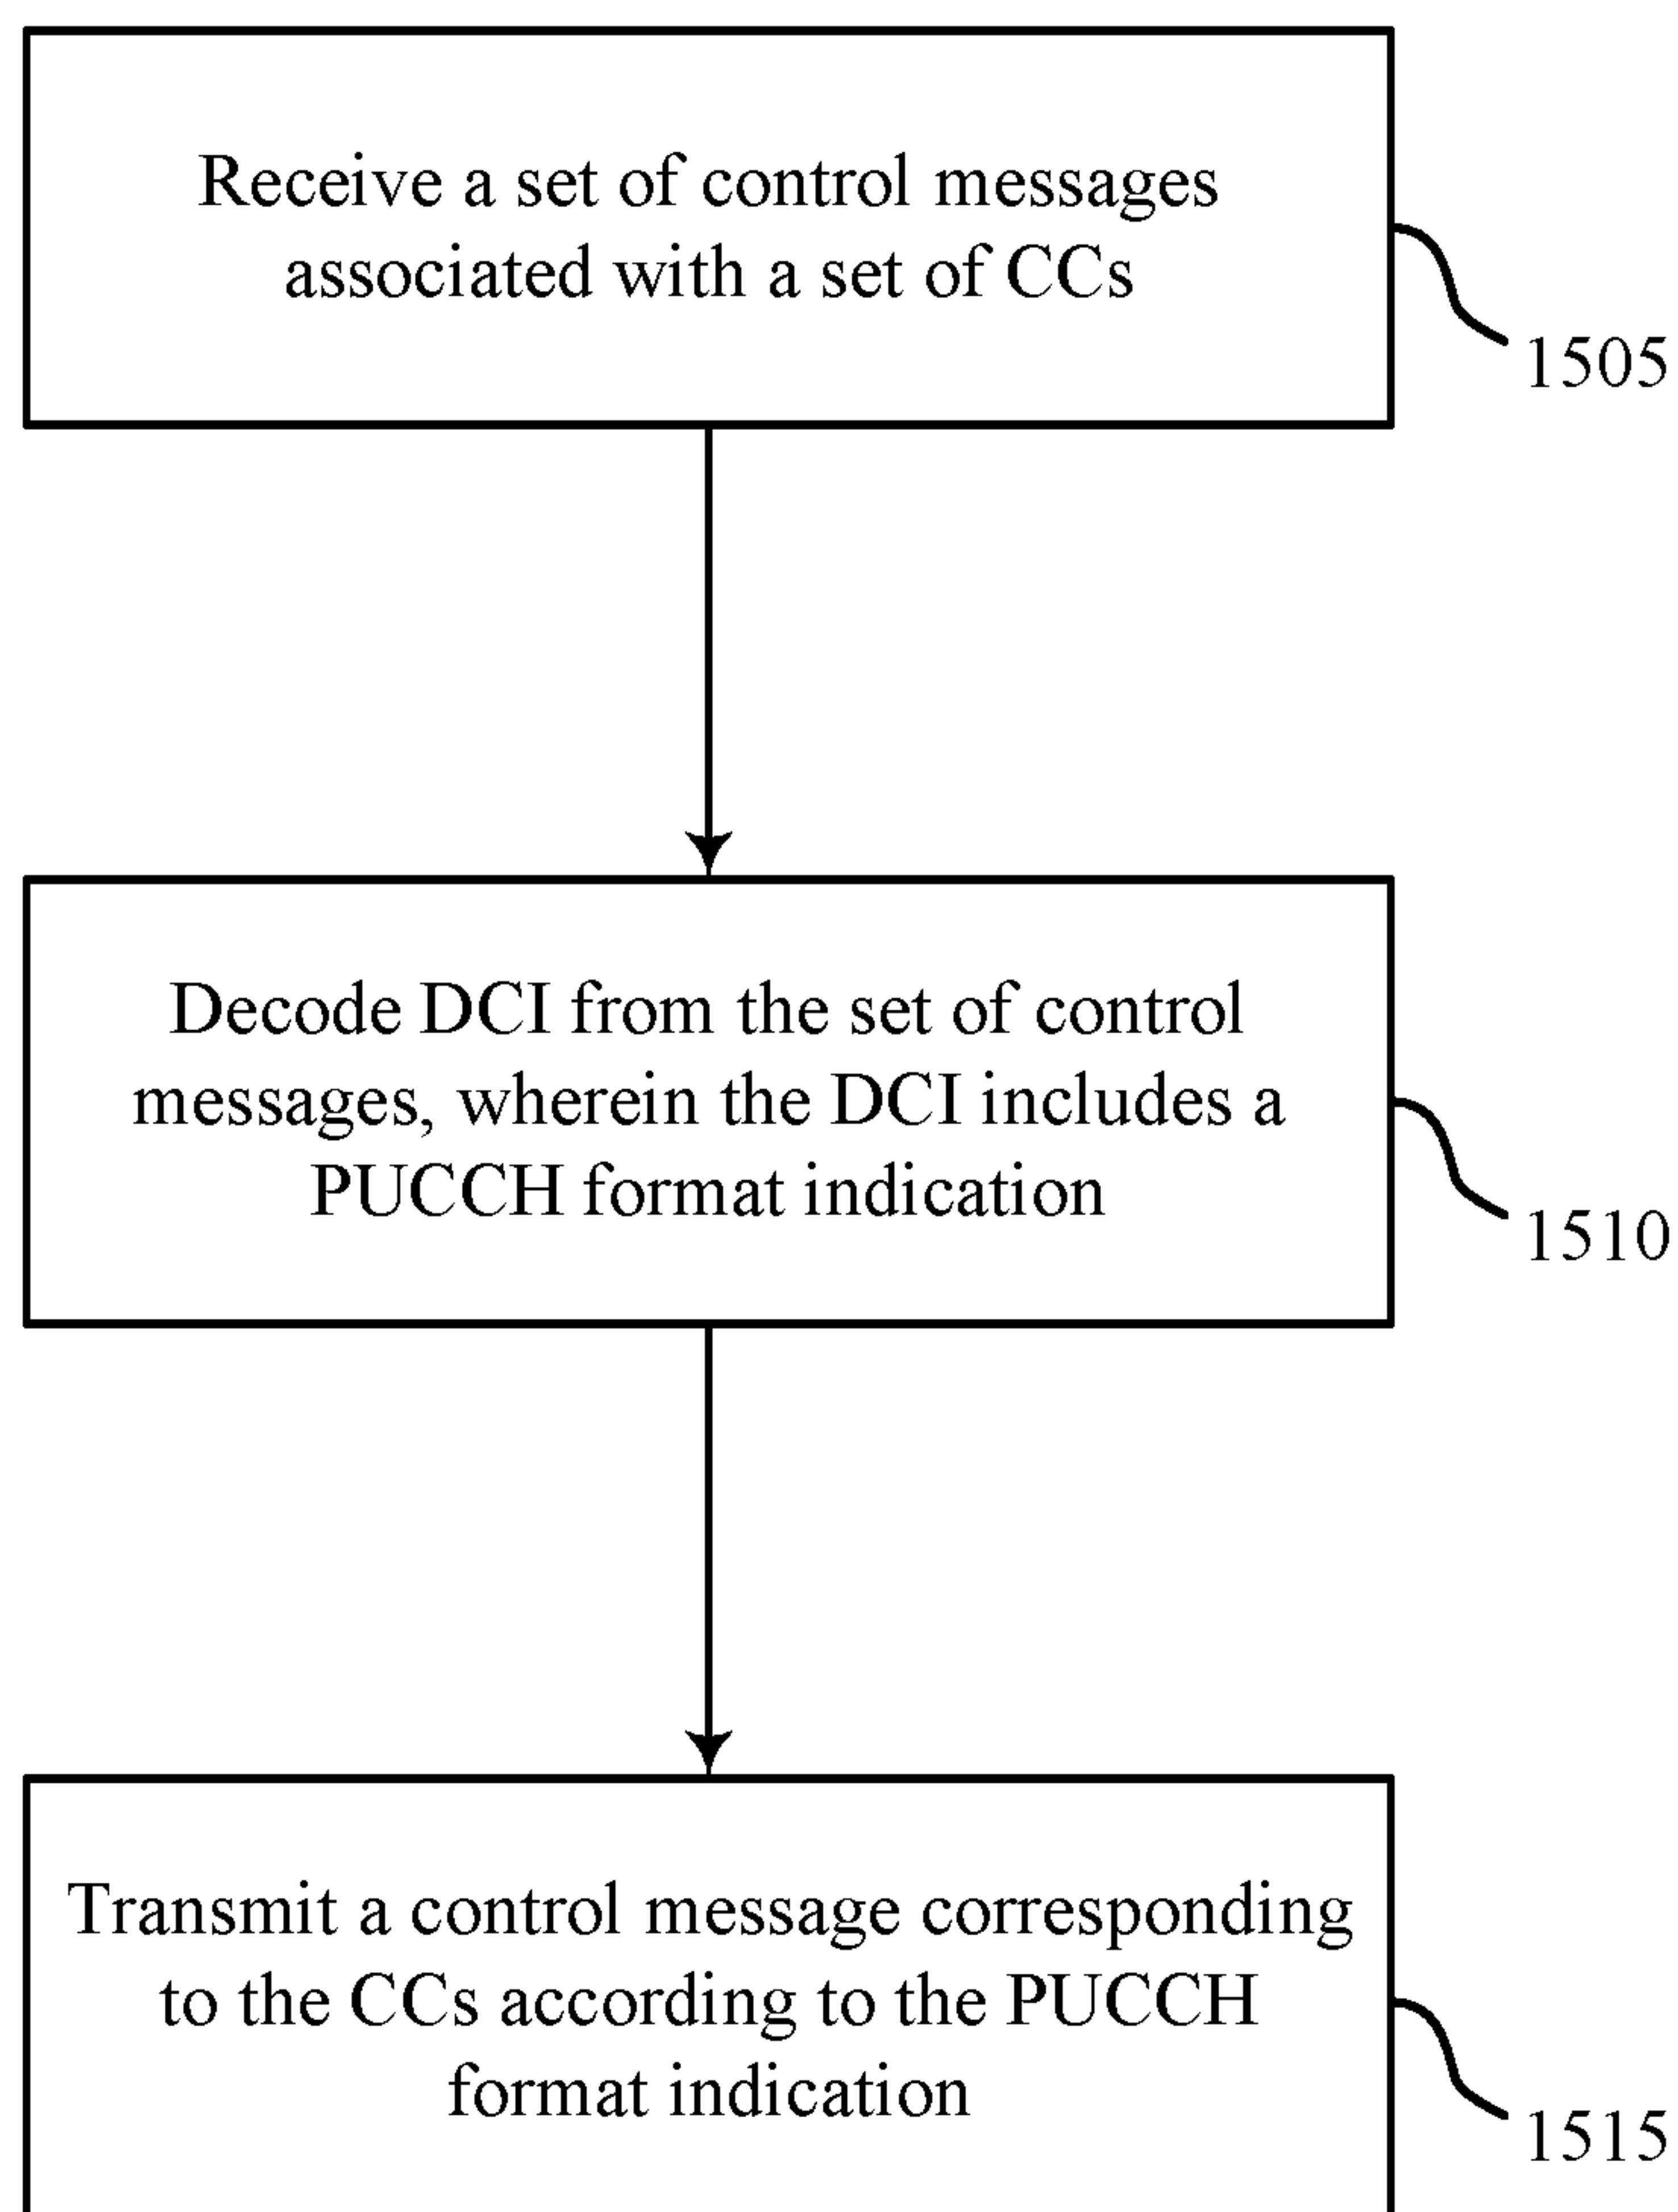 Receive a set of control messages
associated with a set of CCs
1505
Decode DCI from the set of control
messages, wherein the DCI includes a
PUCCH format indication
1510
Transmit a control message corresponding
to the CCs according to the PUCCH
format indication
1515